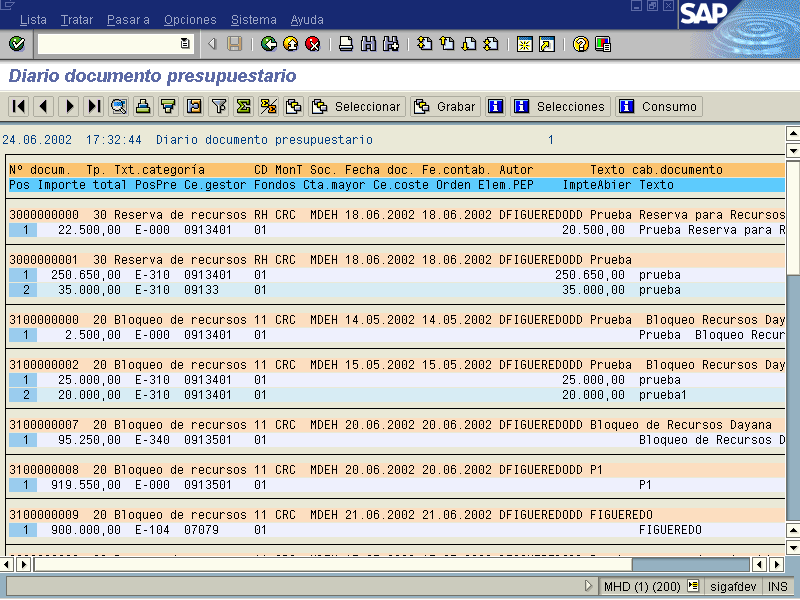 Lista Tratar Pasar a Opciones Sistema Ayuda
SAP
Diario documento presupuestario
Seleccionar Grabar Selecciones Consumo
24.06.2002 17:32:44 Diario documento presupuestario 1
Nº docum. Tp. Txt.categoría CD MonT Soc. Fecha doc. Fe.contab. Autor Texto cab.documento
Pos Importe total PosPre Ce.gestor Fondos Cta.mayor Ce.coste Orden Elem.PEP ImpteAbier Texto
3000000000 30 Reserva de recursos RH CRC MDEH 18.06.2002 18.06.2002 DFIGUEREDODD Prueba Reserva para Recursos
1 22.500,00 E-000 0913401 01 20.500,00 Prueba Reserva para R
3000000001 30 Reserva de recursos RH CRC MDEH 18.06.2002 18.06.2002 DFIGUEREDODD Prueba
1 250.650,00 E-310 0913401 01 250.650,00 prueba
2 35.000,00 E-310 09133 01 35.000,00 prueba
3100000000 20 Bloqueo de recursos 11 CRC MDEH 14.05.2002 14.05.2002 DFIGUEREDODD Prueba Bloqueo Recursos Day
1 2.500,00 E-000 0913401 01 Prueba Bloqueo Recur
3100000002 20 Bloqueo de recursos 11 CRC MDEH 15.05.2002 15.05.2002 DFIGUEREDODD Prueba Bloqueo Recursos Day
1 25.000,00 E-310 0913401 01 25.000,00 prueba
2 20.000,00 E-310 0913401 01 20.000,00 prueba1
3100000007 20 Bloqueo de recursos 11 CRC MDEH 20.06.2002 20.06.2002 DFIGUEREDODD Bloqueo de Recursos Dayana
1 95.250,00 E-340 0913501 01 Bloqueo de Recursos D
3100000008 20 Bloqueo de recursos 11 CRC MDEH 20.06.2002 20.06.2002 DFIGUEREDODD P1
1 919.550,00 E-000 0913501 01 P1
3100000009 20 Bloqueo de recursos 11 CRC MDEH 21.06.2002 21.06.2002 DFIGUEREDODD FIGUEREDO
1 900.000,00 E-104 07079 01 FIGUEREDO
MHD (1) (200) sigafdev INS